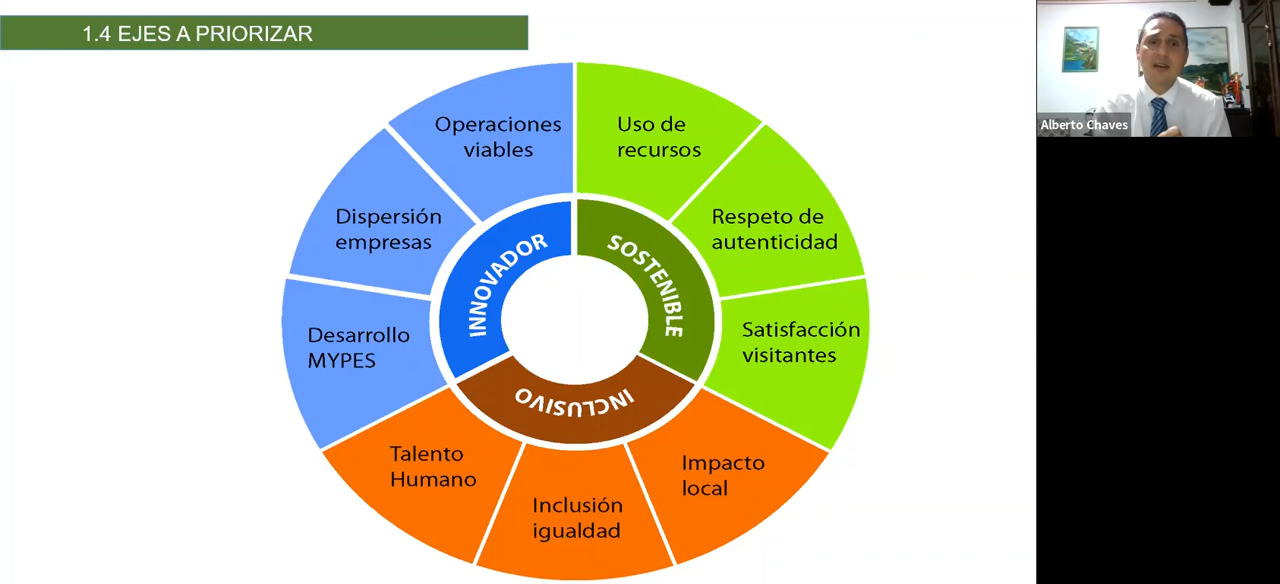 1.4 EJES A PRIORIZAR
Alberto Chaves
Operaciones
viables
Uso de
recursos
Dispersión
empresas
Respeto de
autenticidad
Desarrollo
MYPES
Satisfacción
visitantes
Talento
Humano
Inclusión
igualdad
Impacto
local
INNOVADOR
SOSTENIBLE
INCLUSIVO